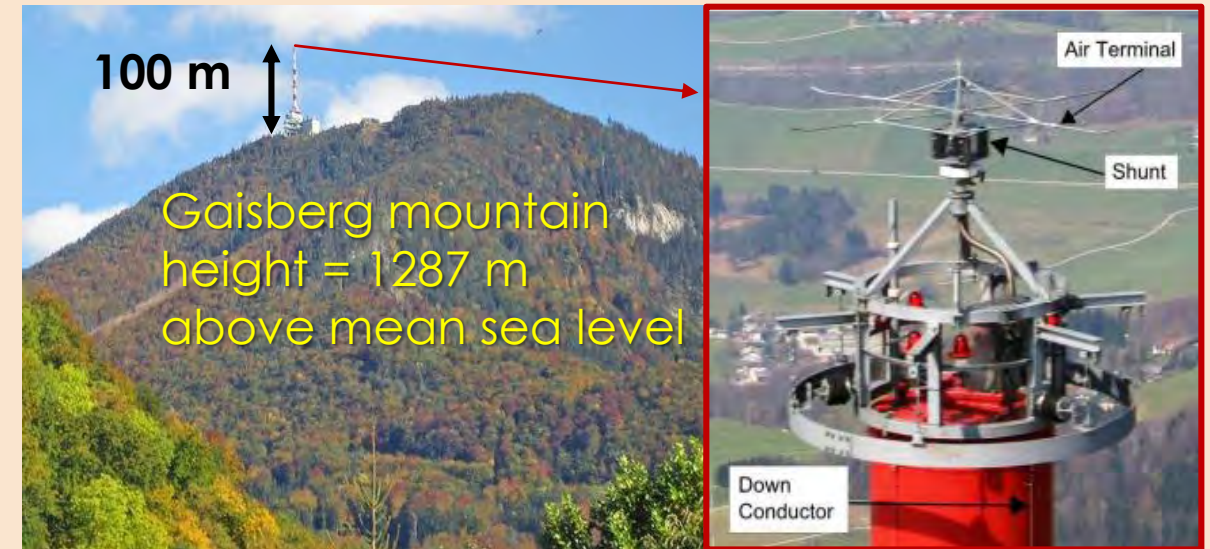 100 m
Gaisberg mountain
height = 1287 m
above mean sea level
Air Terminal
Shunt
Down
Conductor